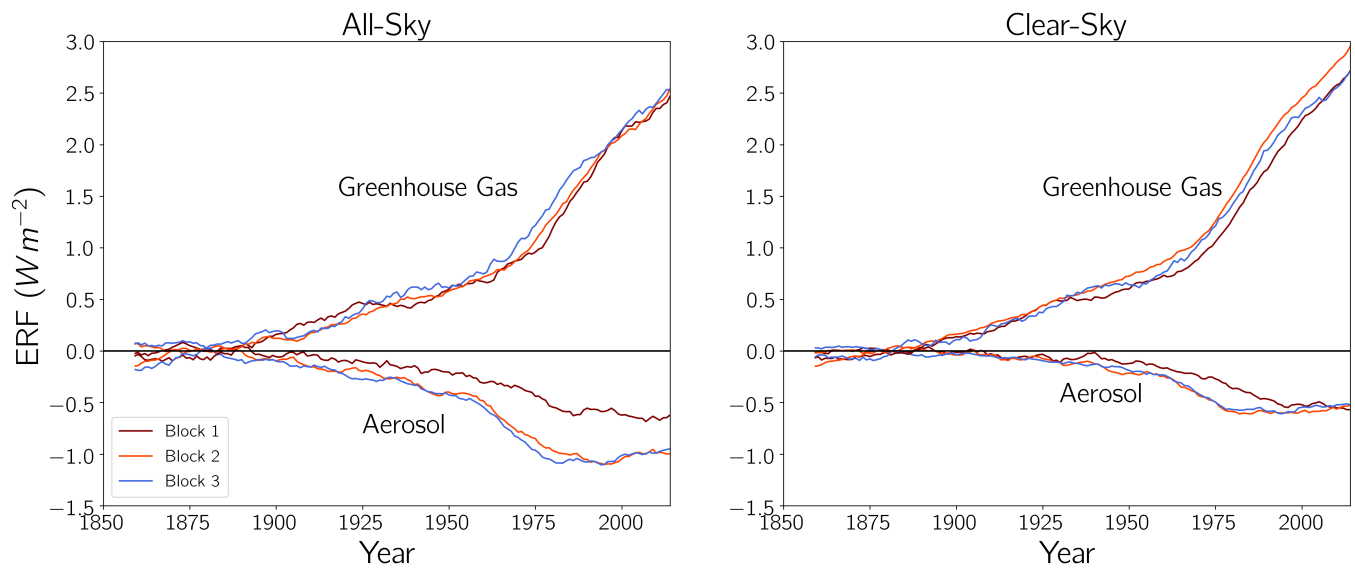 All-Sky
Clear-Sky
3.0
2.5
2.0
1.5
1.0
0.5
0.0
−0.5
−1.0
−1.5
ERF (W m−2)
Greenhouse Gas
Aerosol
Block 1
Block 2
Block 3
1850
1875
1900
1925
1950
1975
2000
Year
3.0
2.5
2.0
1.5
1.0
0.5
0.0
−0.5
−1.0
−1.5
Greenhouse Gas
Aerosol
1850
1875
1900
1925
1950
1975
2000
Year